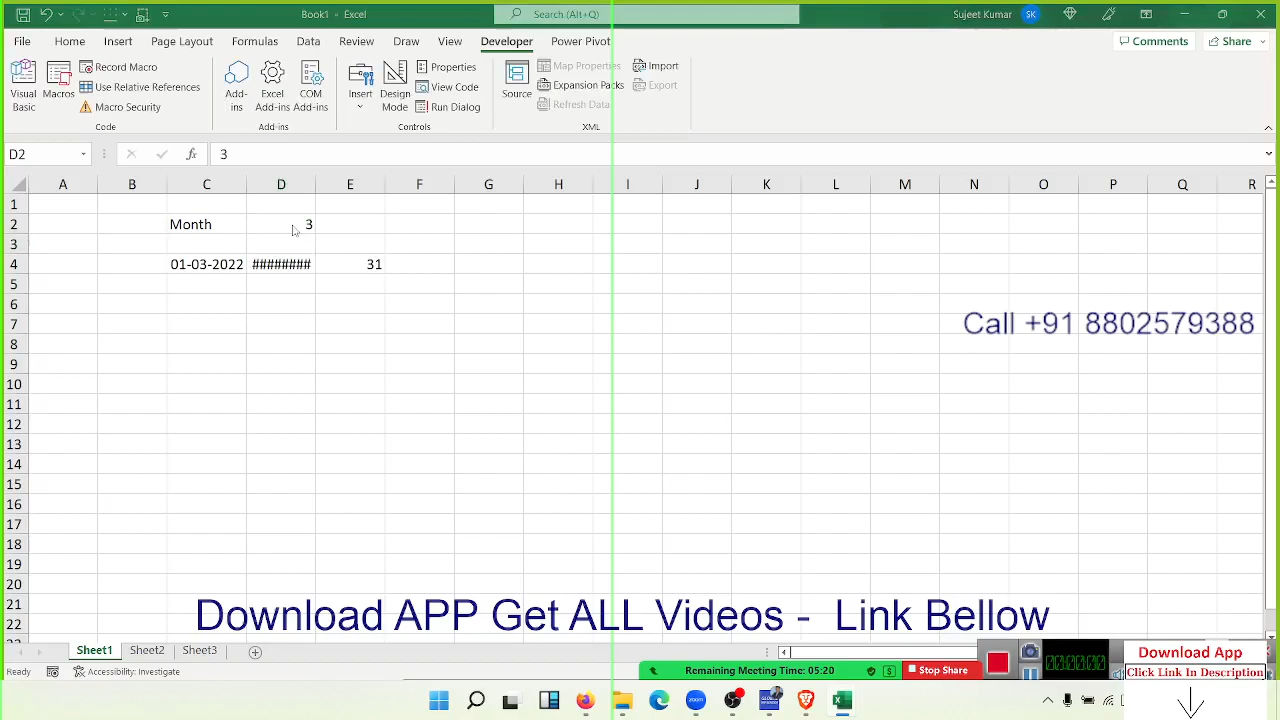 Book1 - Excel
Search (Alt+Q)
Sujeet Kumar SK
File Home Insert Page Layout Formulas Data Review Draw View Developer Power Pivot Comments Share
Visual Basic
Macros
Record Macro
Use Relative References
Macro Security
Code
Add-ins
Excel Add-ins
COM Add-ins
Add-ins
Insert
Design Mode
Properties
View Code
Run Dialog
Controls
Source
Map Properties
Expansion Packs
Refresh Data
Import
Export
XML
D2 fx 3
A B C D E F G H I J K L M N O P Q R
1
2 Month 3
3
4 01-03-2022 ######## 31
5
6
7
Call +91 8802579388
8
9
10
11
12
13
14
15
16
17
18
19
20
21
Download APP Get ALL Videos - Link Bellow
22
Sheet1 Sheet2 Sheet3
Ready Accessibility: Investigate
Remaining Meeting Time: 05:20 Stop Share
Download App
Click Link In Description
zoom